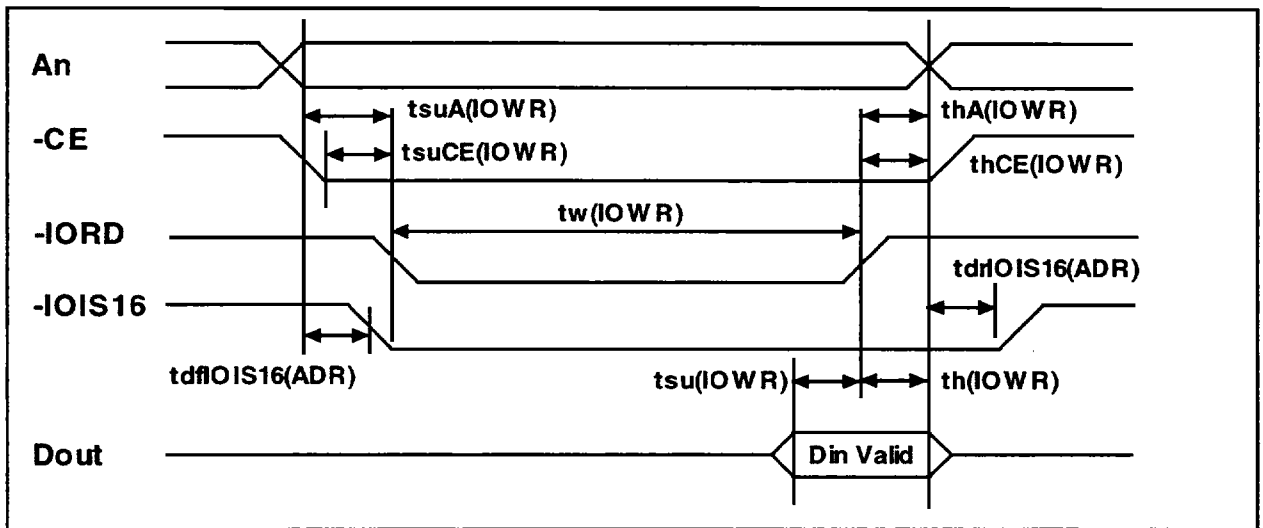 An
tsuA(IOWR)
thA(IOWR)
-CE
tsuCE(IOWR)
thCE(IOWR)
tw(IOWR)
-IORD
tdrIOIS16(ADR)
-IOIS16
tdfIOIS16(ADR)
tsu(IOWR)
th(IOWR)
Dout
Din Valid